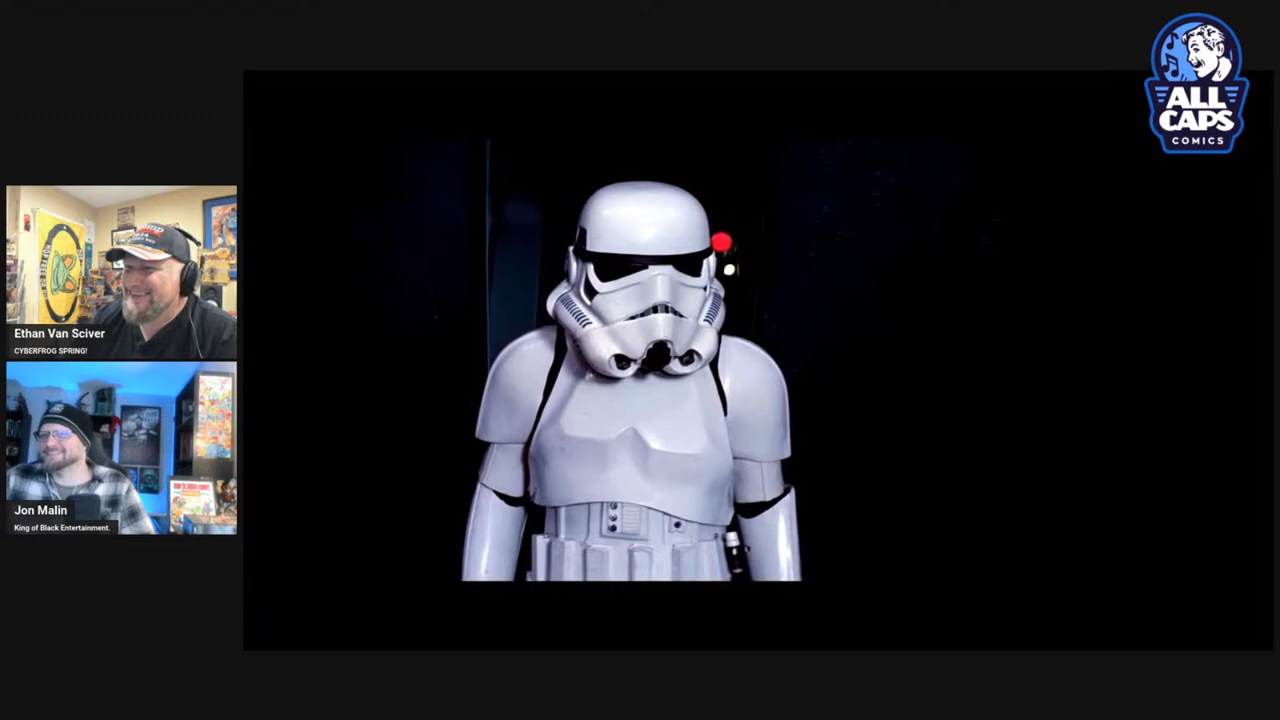 ALL
CAPS
COMICS
Ethan Van Sciver
CYBERFROG SPRING!
Jon Malin
King of Black Entertainment.